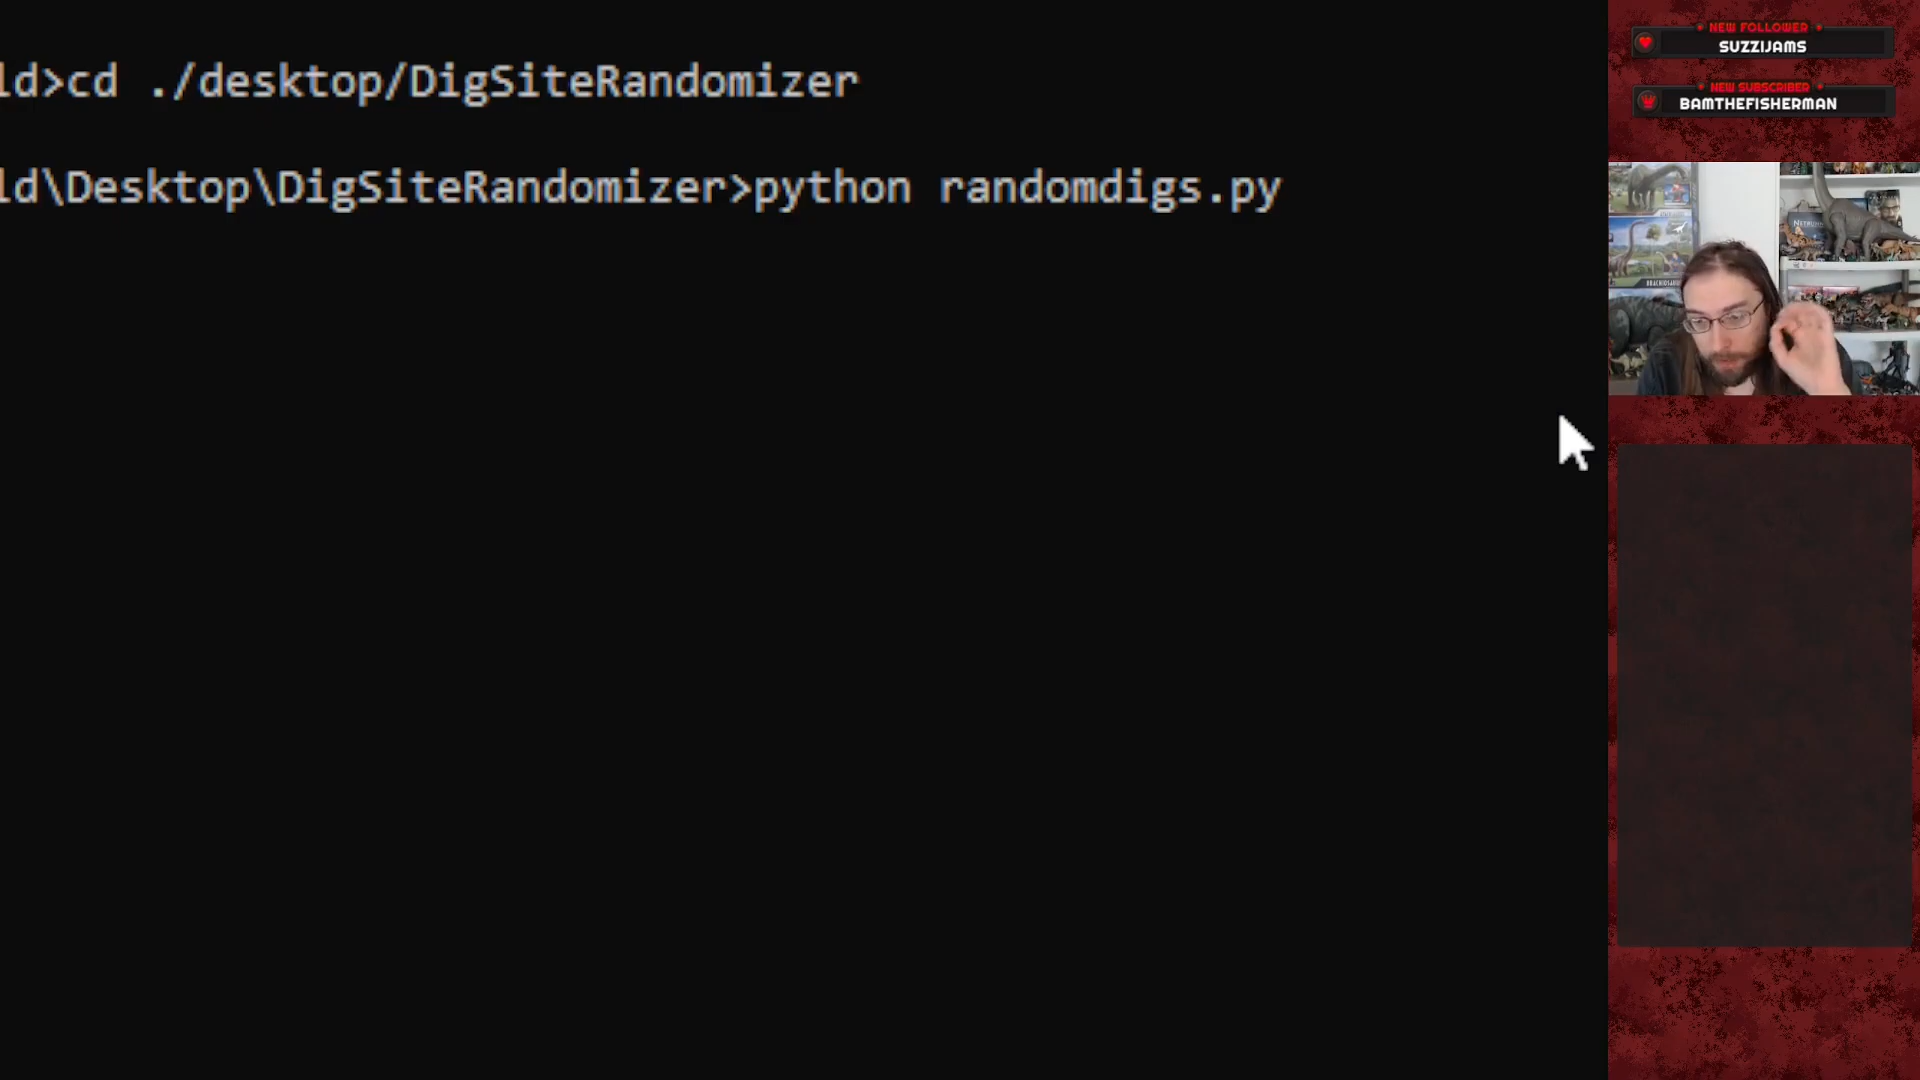 ld>cd ./desktop/DigSiteRandomizer
ld\Desktop\DigSiteRandomizer>python randomdigs.py
NEW FOLLOWER
SUZZIJAMS
NEW SUBSCRIBER
BAMTHEFISHERMAN